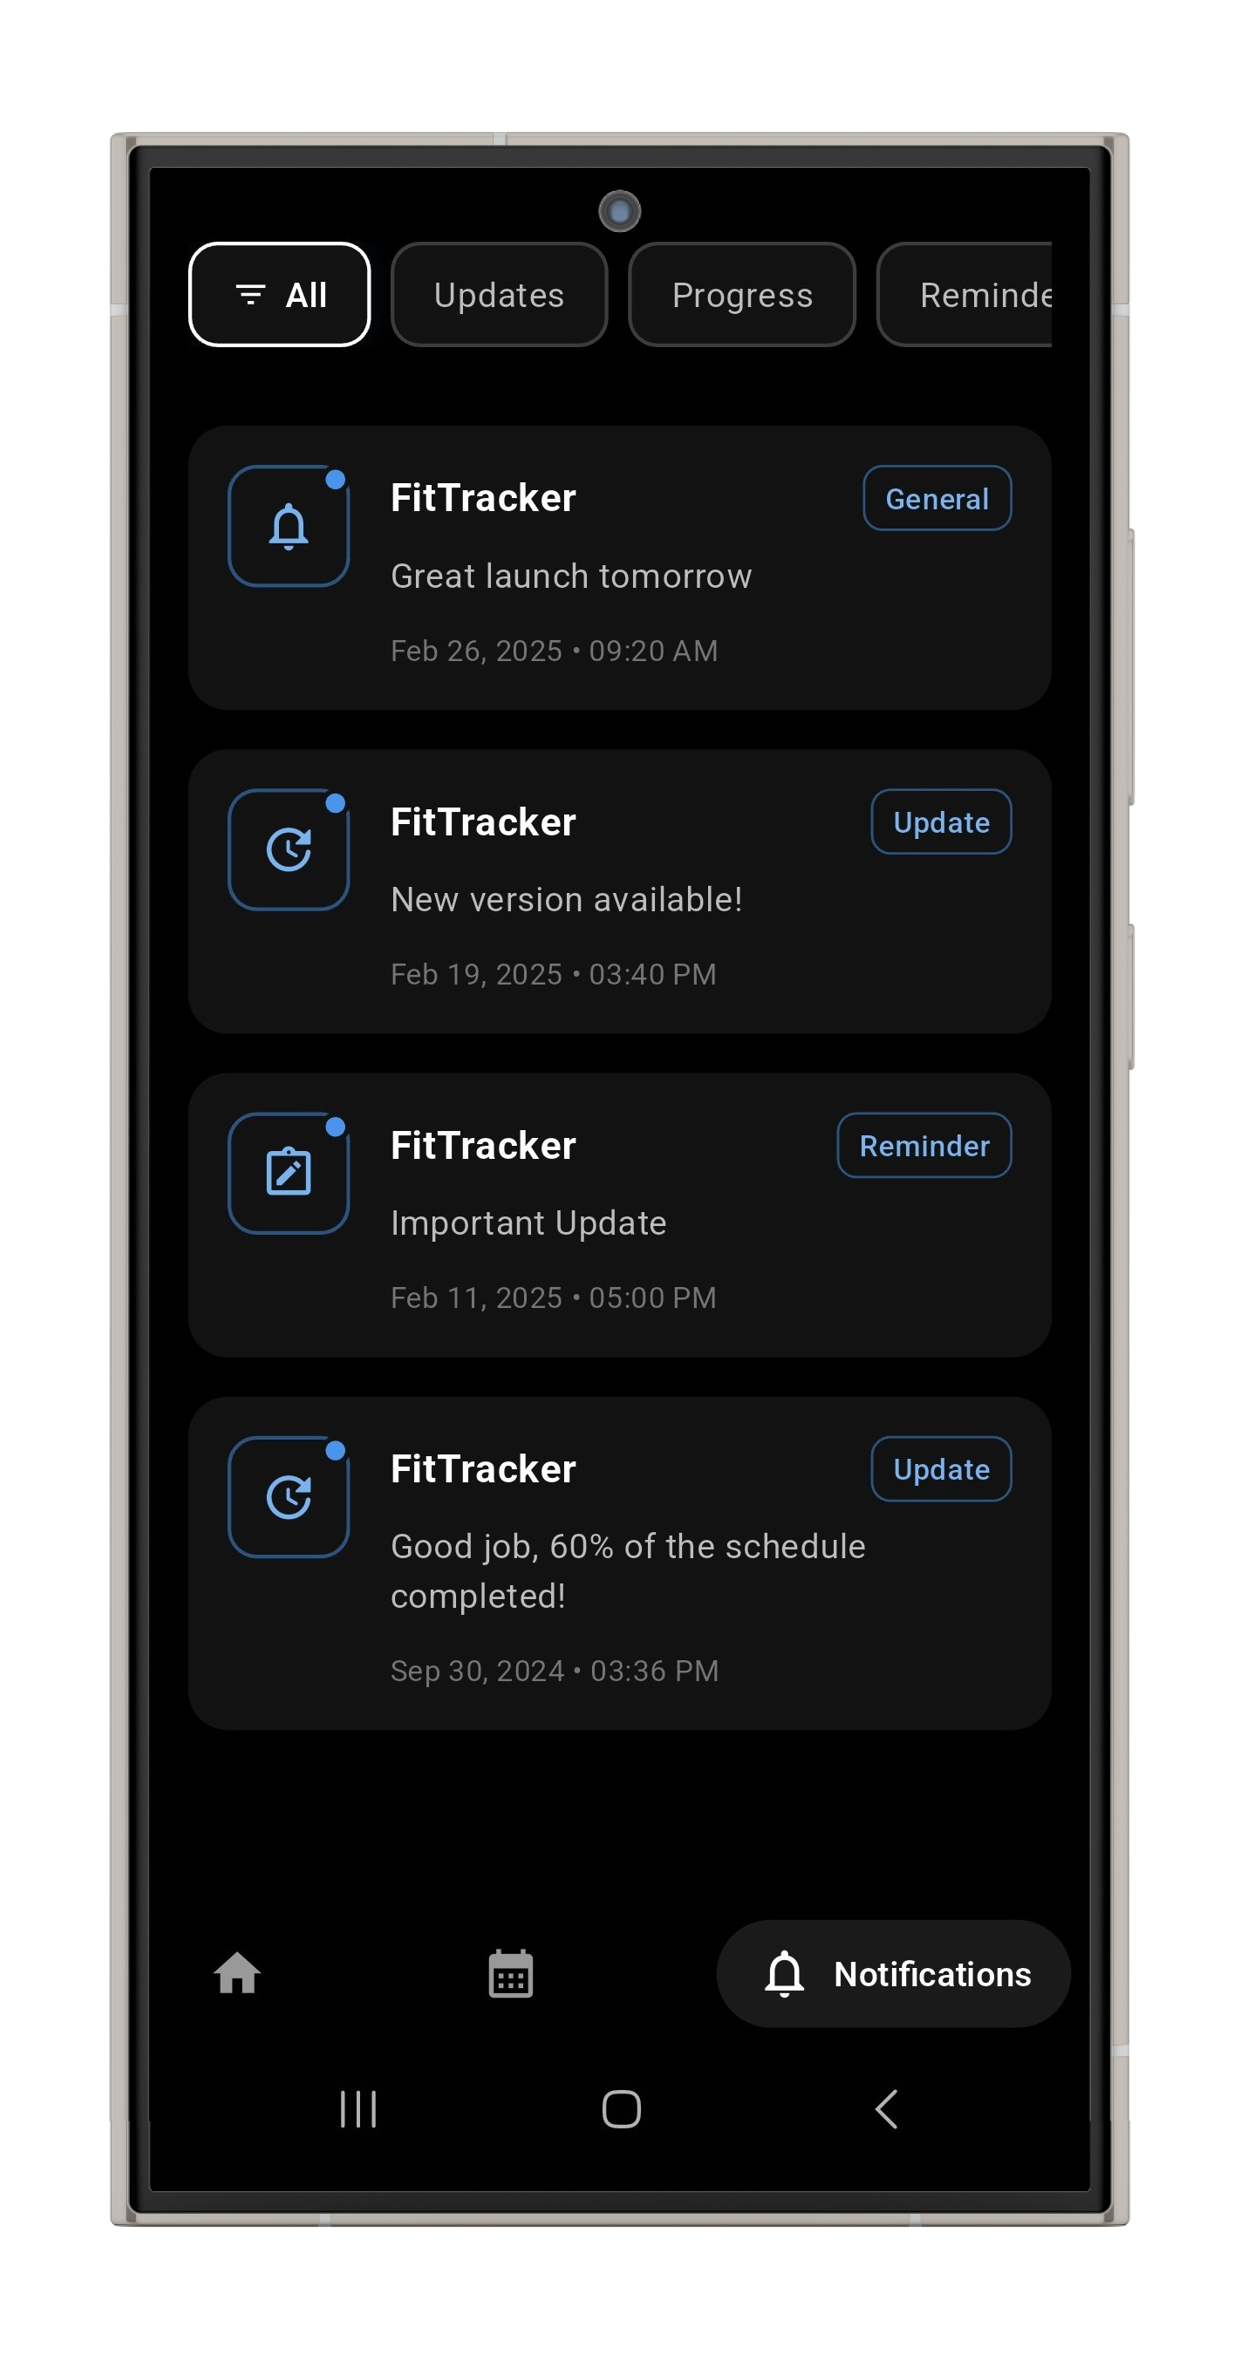 All
Updates
Progress
Reminde
FitTracker
General
Great launch tomorrow
Feb 26, 2025 • 09:20 AM
FitTracker
Update
New version available!
Feb 19, 2025 • 03:40 PM
FitTracker
Reminder
Important Update
Feb 11, 2025 • 05:00 PM
FitTracker
Update
Good job, 60% of the schedule
completed!
Sep 30, 2024 • 03:36 PM
Notifications